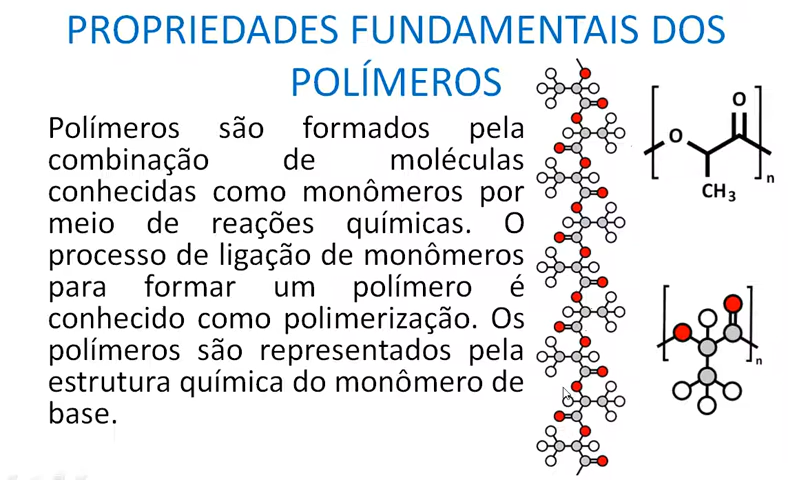 PROPRIEDADES FUNDAMENTAIS DOS
POLÍMEROS
Polímeros são formados pela
combinação de moléculas
conhecidas como monômeros por
meio de reações químicas. O
processo de ligação de monômeros
para formar um polímero é
conhecido como polimerização. Os
polímeros são representados pela
estrutura química do monômero de
base.
O
O
CH3
n
n